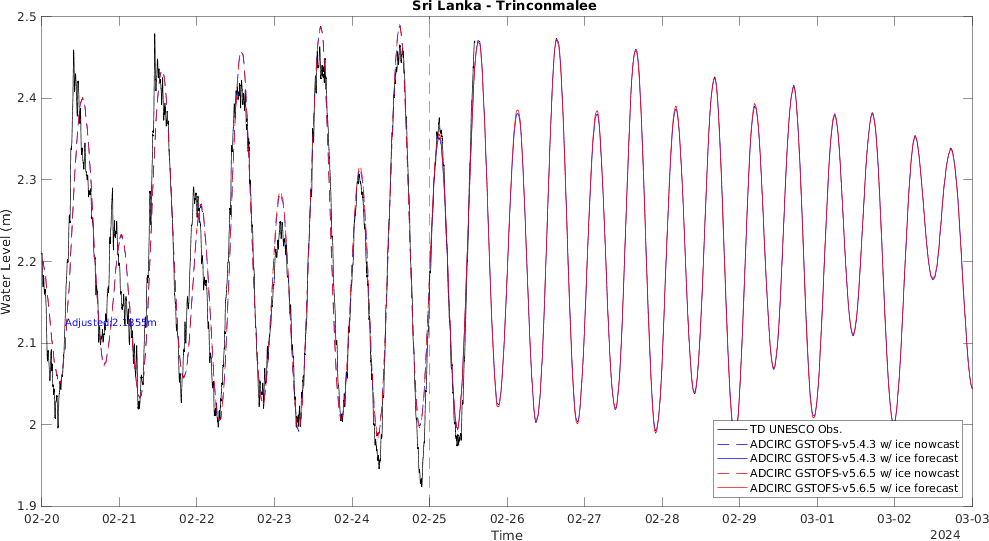 Sri Lanka - Trinconmalee
Water Level (m)
2.5
2.4
2.3
2.2
2.1
2
1.9
Adjusted 2.1855m
TD UNESCO Obs.
ADCIRC GSTOFS-v5.4.3 w/ ice nowcast
ADCIRC GSTOFS-v5.4.3 w/ ice forecast
ADCIRC GSTOFS-v5.6.5 w/ ice nowcast
ADCIRC GSTOFS-v5.6.5 w/ ice forecast
02-20 02-21 02-22 02-23 02-24 02-25 02-26 02-27 02-28 02-29 03-01 03-02 03-03
Time
2024